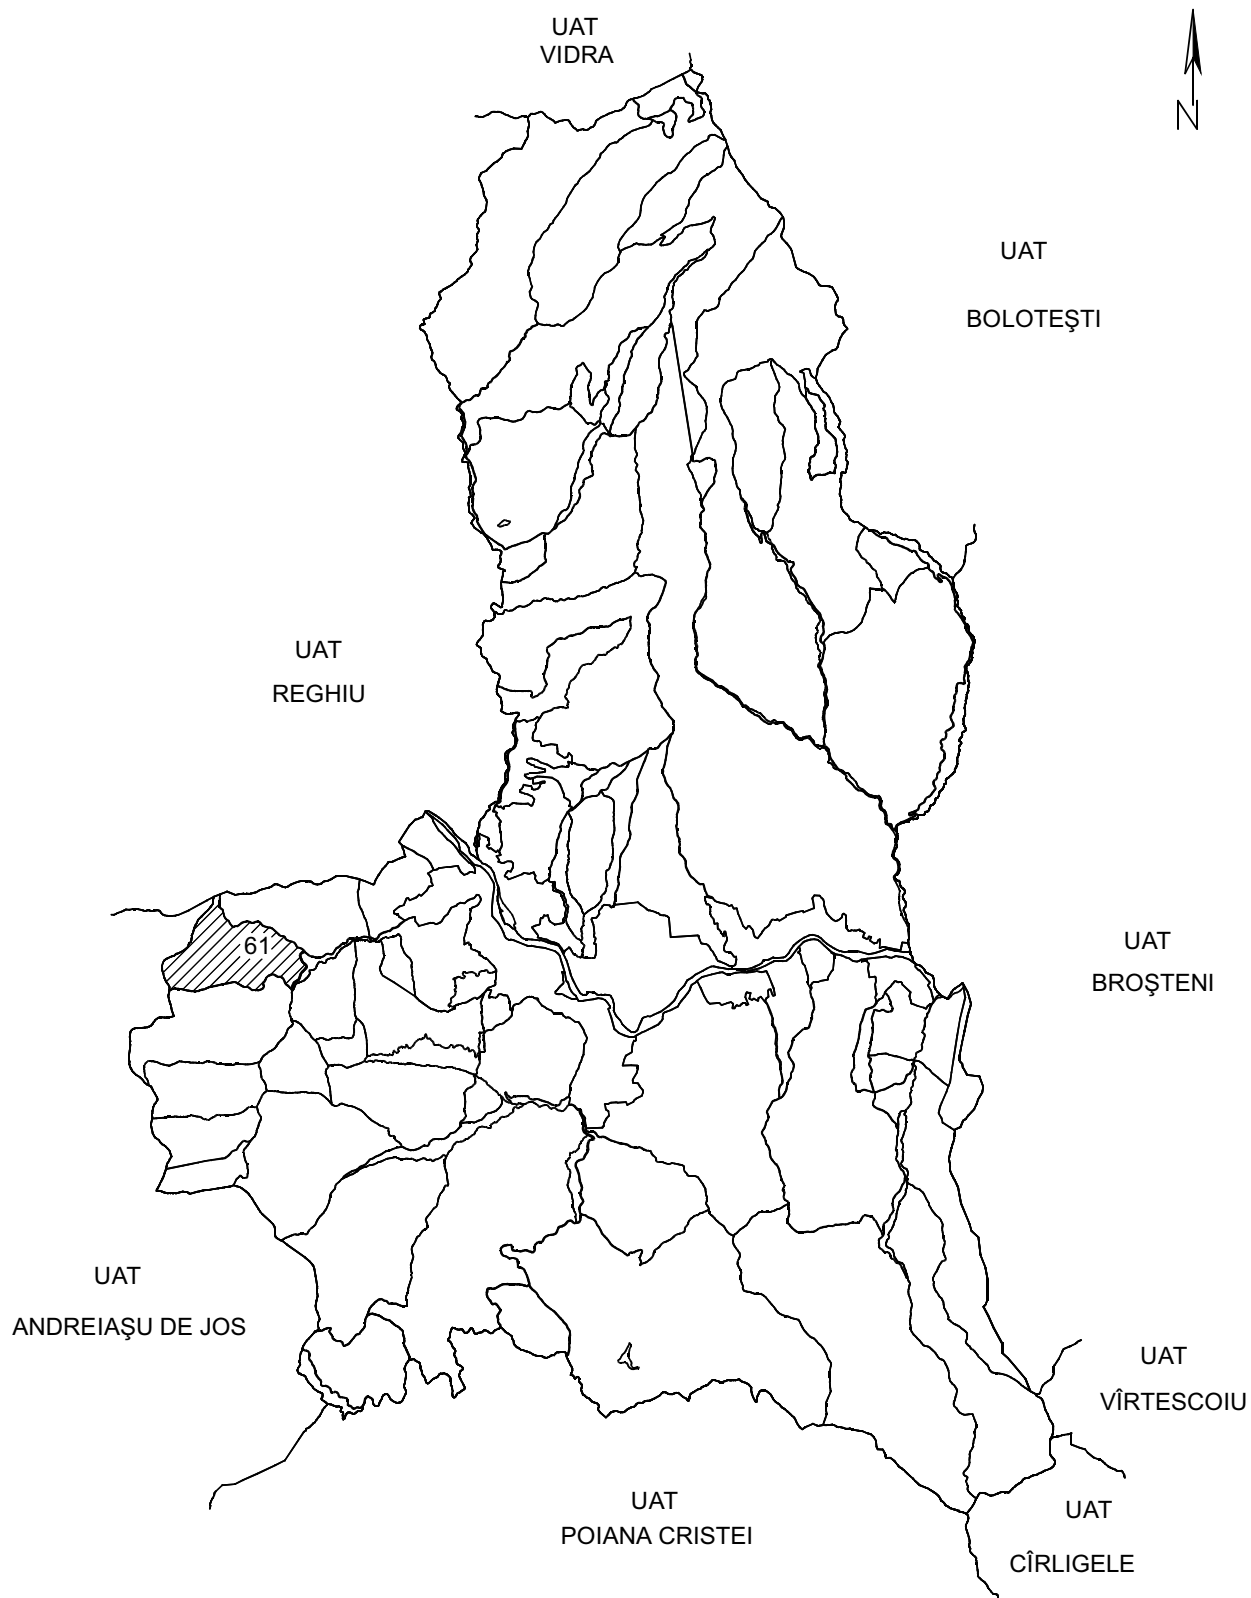 UAT
VIDRA
N
UAT
BOLOTEŞTI
UAT
REGHIU
61
UAT
BROŞTENI
UAT
ANDREIAŞU DE JOS
UAT
VÎRTESCOIU
UAT
POIANA CRISTEI
UAT
CÎRLIGELE